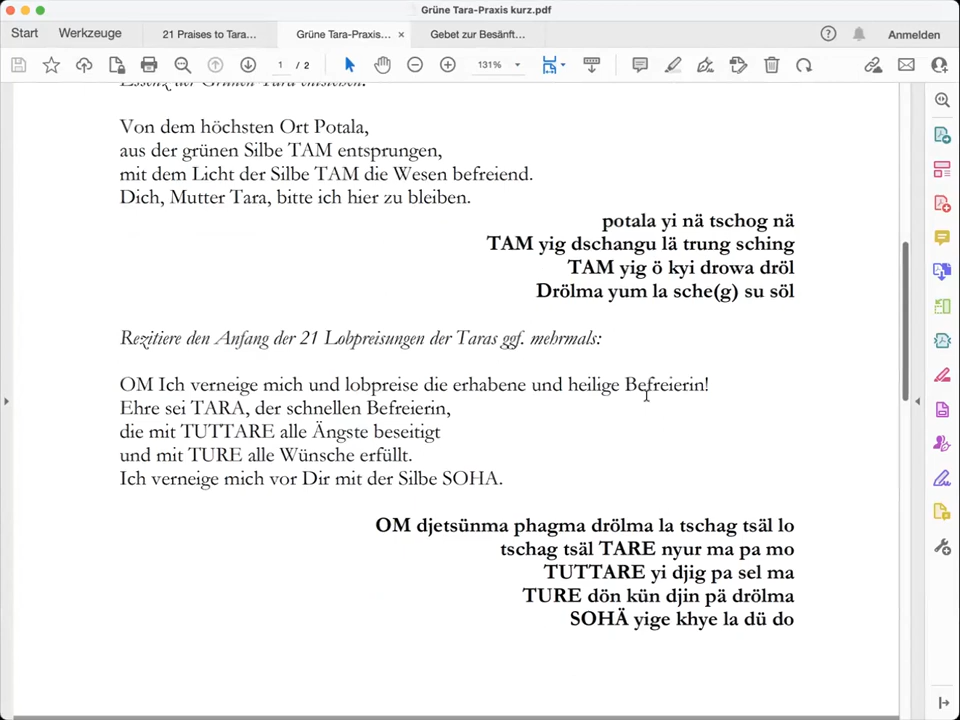 Grüne Tara-Praxis kurz.pdf
Start Werkzeuge 21 Praises to Tara... Grüne Tara-Praxis... × Gebet zur Besänft... Anmelden
1 / 2 131%
Essenz der Grünen Tara entstehen:
Von dem höchsten Ort Potala,
aus der grünen Silbe TAM entsprungen,
mit dem Licht der Silbe TAM die Wesen befreiend.
Dich, Mutter Tara, bitte ich hier zu bleiben.
potala yi nä tschog nä
TAM yig dschangu lä trung sching
TAM yig ö kyi drowa dröl
Drölma yum la sche(g) su söl
Rezitiere den Anfang der 21 Lobpreisungen der Taras ggf. mehrmals:
OM Ich verneige mich und lobpreise die erhabene und heilige Befreierin!
Ehre sei TARA, der schnellen Befreierin,
die mit TUTTARE alle Ängste beseitigt
und mit TURE alle Wünsche erfüllt.
Ich verneige mich vor Dir mit der Silbe SOHA.
OM djetsünma phagma drölma la tschag tsäl lo
tschag tsäl TARE nyur ma pa mo
TUTTARE yi djig pa sel ma
TURE dön kün djin pä drölma
SOHÄ yige khye la dü do